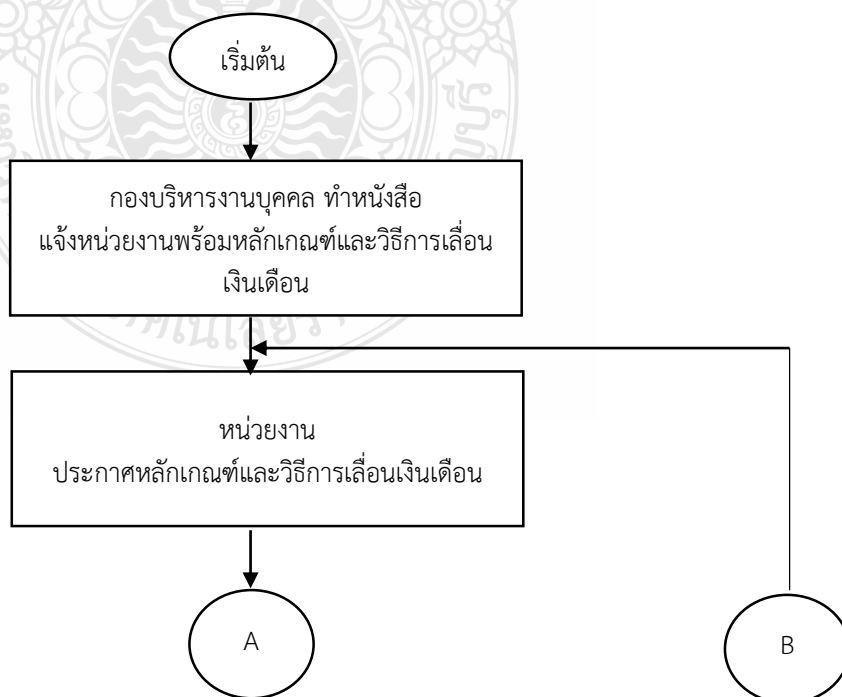 เริ่มต้น
กองบริหารงานบุคคล ทำหนังสือ
แจ้งหน่วยงานพร้อมหลักเกณฑ์และวิธีการเลื่อน
เงินเดือน
หน่วยงาน
ประกาศหลักเกณฑ์และวิธีการเลื่อนเงินเดือน
A
B